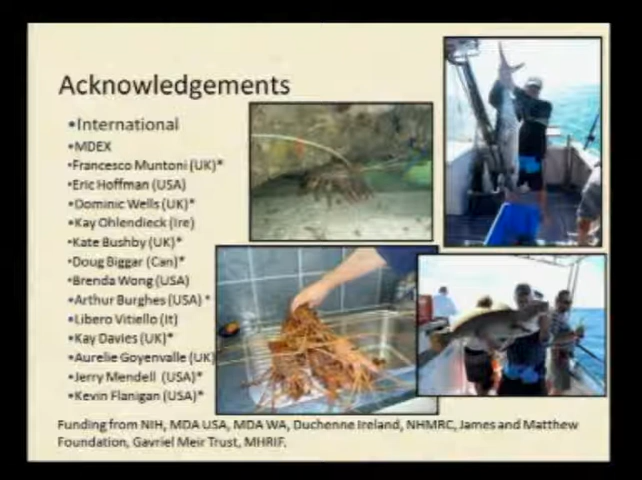 Acknowledgements
•International
•MDEX
•Francesco Muntoni (UK)*
•Eric Hoffman (USA)
•Dominic Wells (UK)*
•Kay Ohlendieck (Ire)
•Kate Bushby (UK)*
•Doug Biggar (Can)*
•Brenda Wong (USA)
•Arthur Burghes (USA) *
•Libero Vitiello (It)
•Kay Davies (UK)*
•Aurelie Goyenvalle (UK)
•Jerry Mendell (USA)*
•Kevin Flanigan (USA)*
Funding from NIH, MDA USA, MDA WA, Duchenne Ireland, NHMRC, James and Matthew
Foundation, Gavriel Meir Trust, MHRIF.